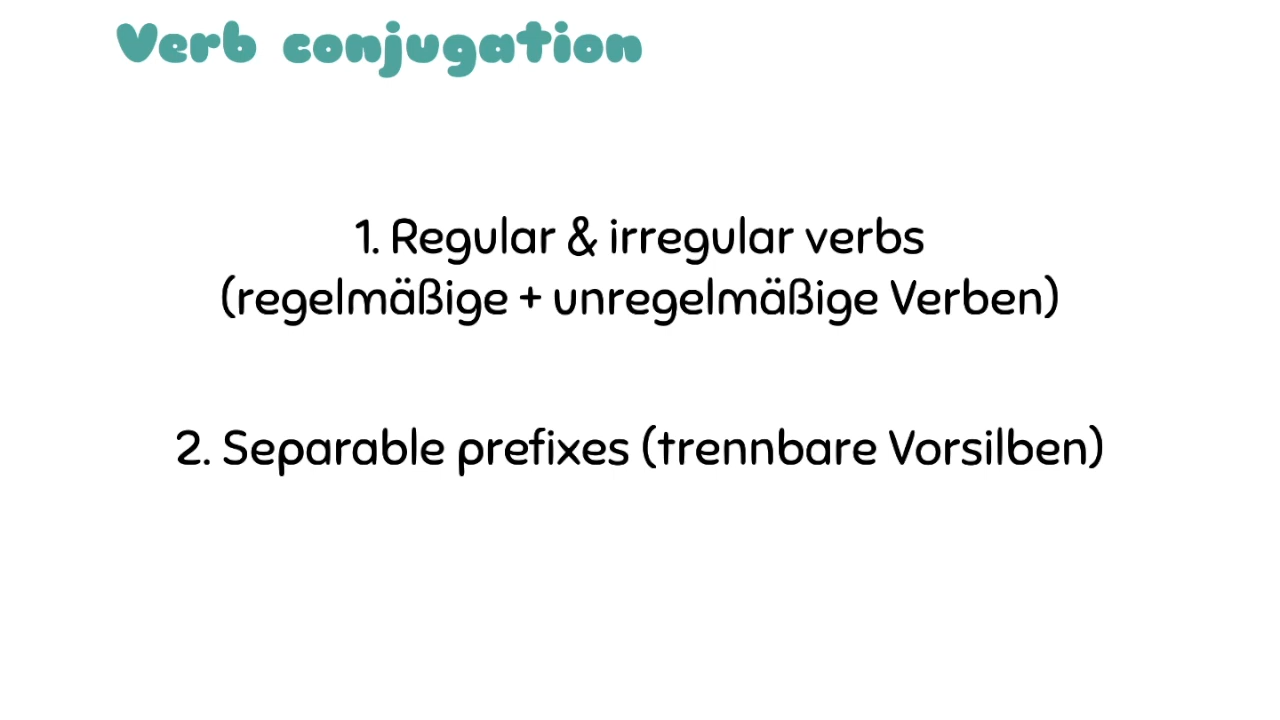 Verb conjugation
1. Regular & irregular verbs
(regelmäßige + unregelmäßige Verben)
2. Separable prefixes (trennbare Vorsilben)